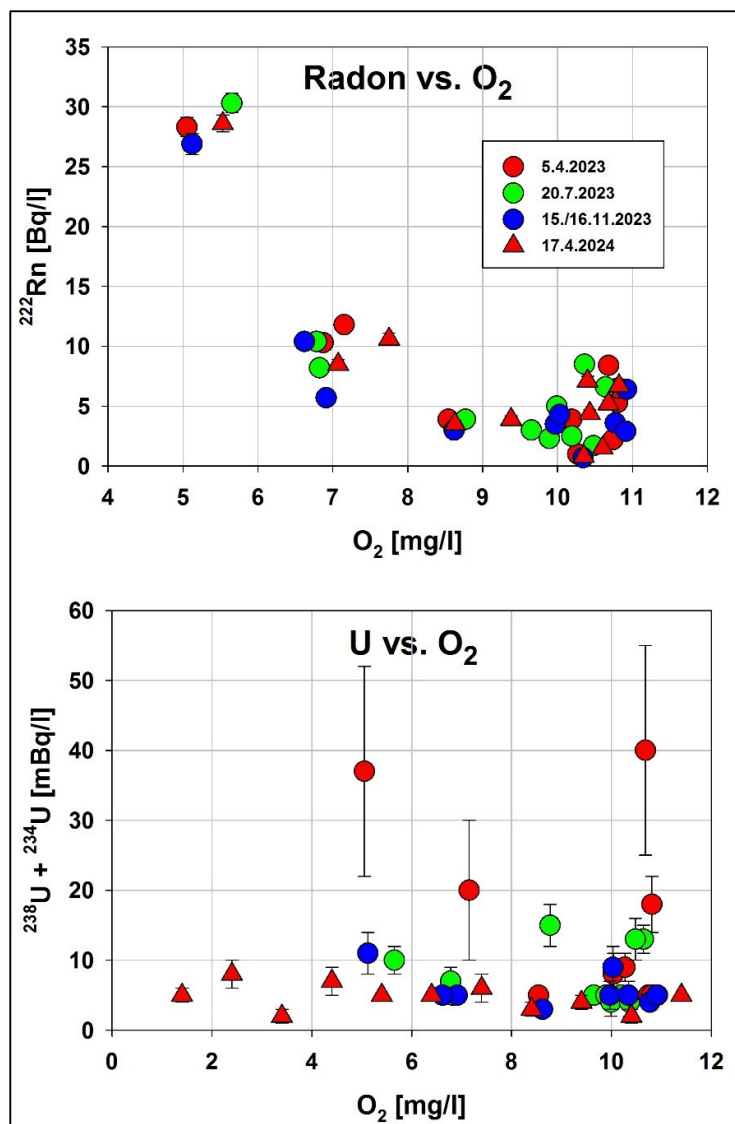 Radon vs. O₂
35
30
25
20
15
10
5
0
²²²Rn [Bq/l]
5.4.2023
20.7.2023
15./16.11.2023
17.4.2024
4 5 6 7 8 9 10 11 12
O₂ [mg/l]
U vs. O₂
60
50
40
30
20
10
0
²³⁸U + ²³⁴U [mBq/l]
0 2 4 6 8 10 12
O₂ [mg/l]